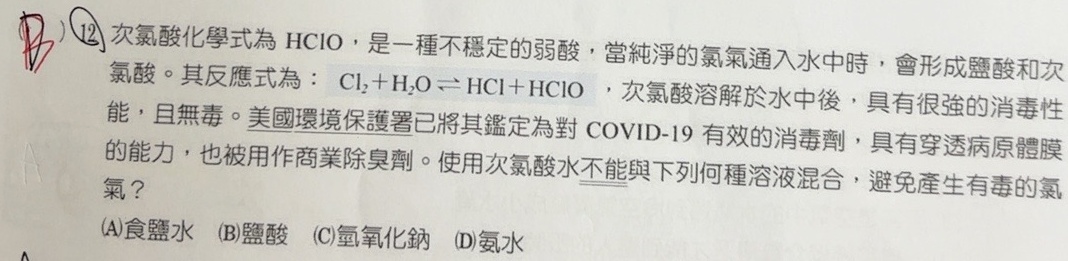 (B) 12 次氯酸化學式為 HClO，是一種不穩定的弱酸，當純淨的氯氣通入水中時，會形成鹽酸和次
氯酸。其反應式為： Cl₂+H₂O⇌HCl+HClO ，次氯酸溶解於水中後，具有很強的消毒性
能，且無毒。美國環境保護署已將其鑑定為對 COVID-19 有效的消毒劑，具有穿透病原體膜
的能力，也被用作商業除臭劑。使用次氯酸水不能與下列何種溶液混合，避免產生有毒的氯
氣？
(A)食鹽水 (B)鹽酸 (C)氫氧化鈉 (D)氨水